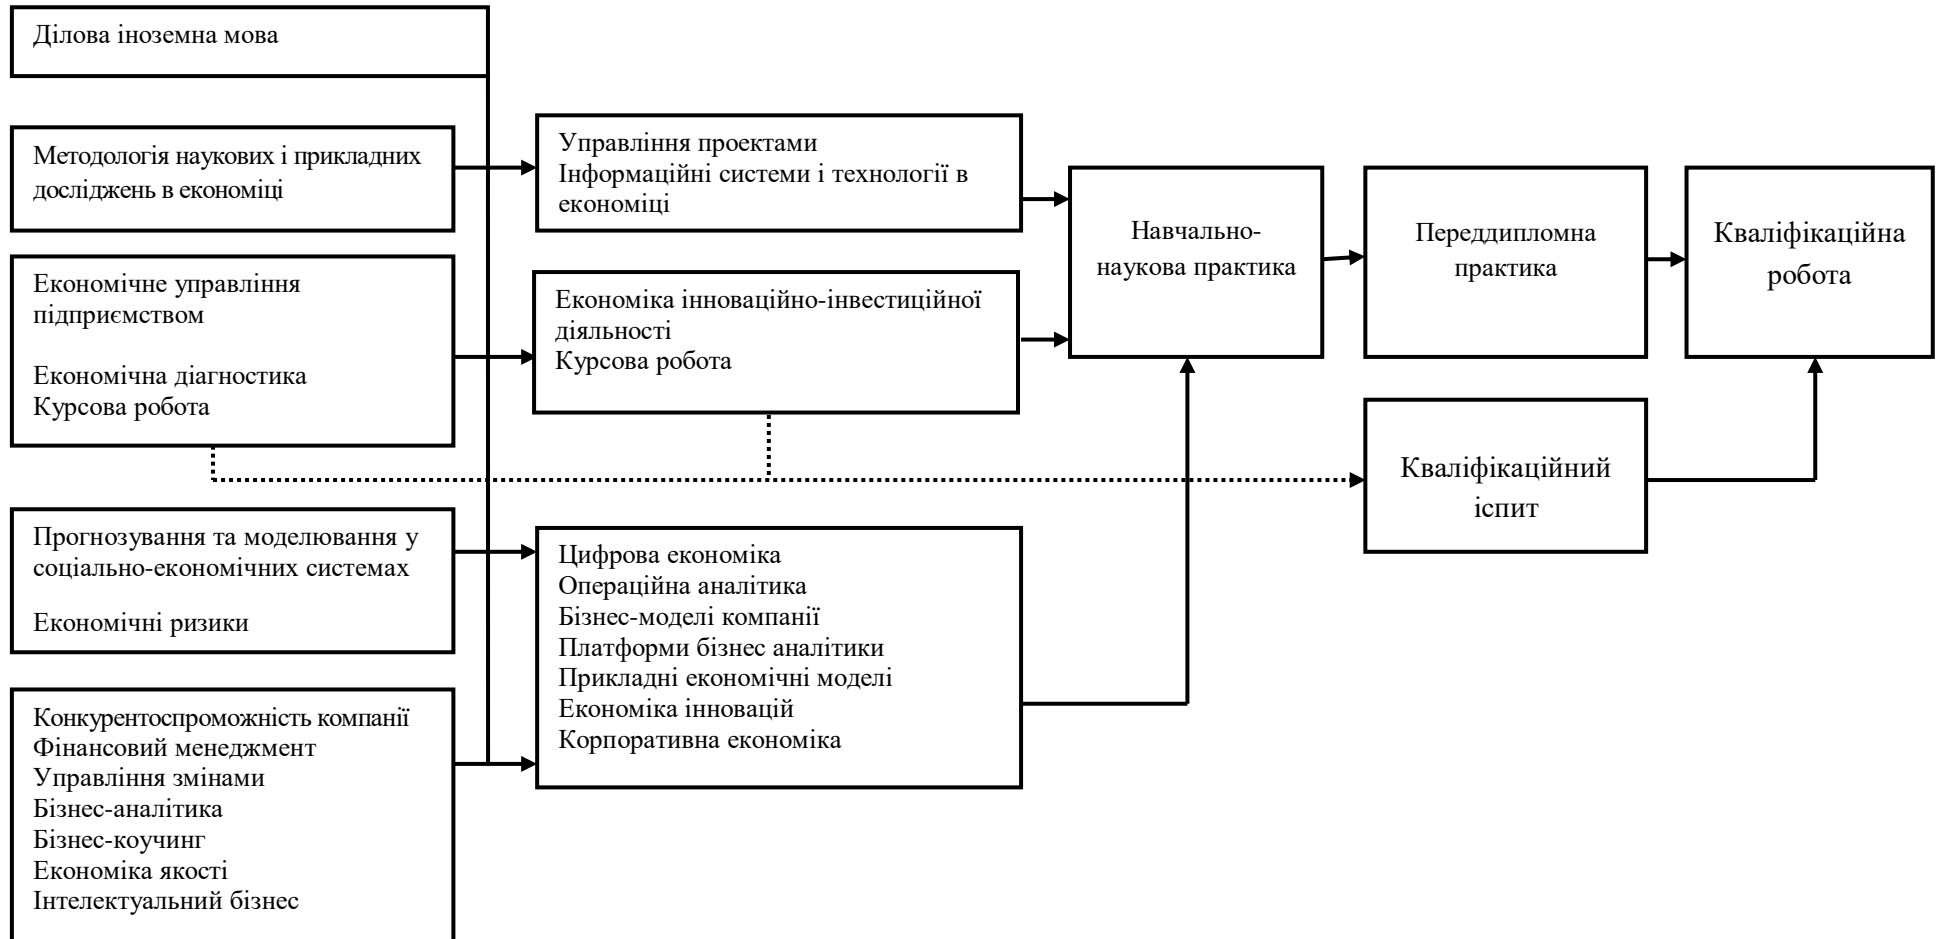 Ділова іноземна мова
Методологія наукових і прикладних
досліджень в економіці
Економічне управління
підприємством
Економічна діагностика
Курсова робота
Прогнозування та моделювання у
соціально-економічних системах
Економічні ризики
Конкурентоспроможність компанії
Фінансовий менеджмент
Управління змінами
Бізнес-аналітика
Бізнес-коучинг
Економіка якості
Інтелектуальний бізнес
Управління проектами
Інформаційні системи і технології в
економіці
Економіка інноваційно-інвестиційної
діяльності
Курсова робота
Цифрова економіка
Операційна аналітика
Бізнес-моделі компанії
Платформи бізнес аналітики
Прикладні економічні моделі
Економіка інновацій
Корпоративна економіка
Навчально-
наукова практика
Переддипломна
практика
Кваліфікаційний
іспит
Кваліфікаційна
робота